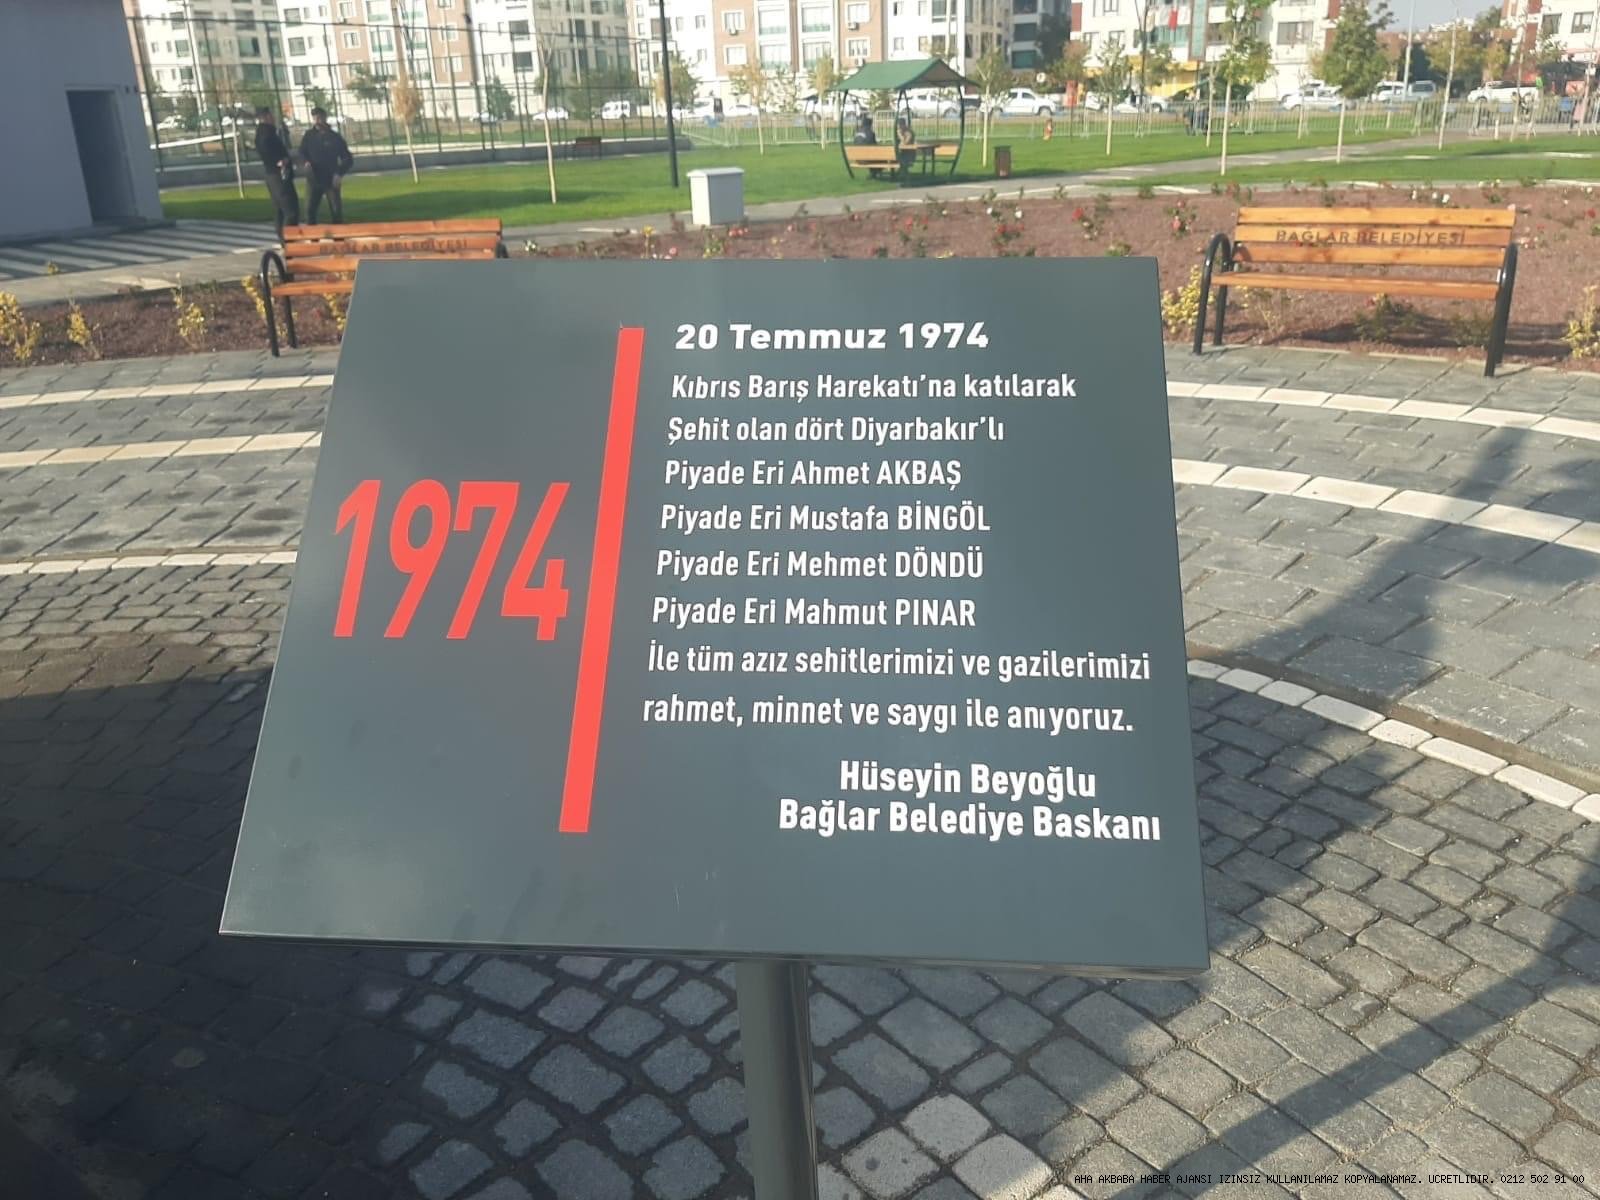 BAĞLAR BELEDİYESİ
BAĞLAR BELEDİYESİ
1974
20 Temmuz 1974
Kıbrıs Barış Harekatı'na katılarak
Şehit olan dört Diyarbakır'lı
Piyade Eri Ahmet AKBAŞ
Piyade Eri Mustafa BİNGÖL
Piyade Eri Mehmet DÖNDÜ
Piyade Eri Mahmut PINAR
İle tüm azız sehitlerimizi ve gazilerimizi
rahmet, minnet ve saygı ile anıyoruz.
Hüseyin Beyoğlu
Bağlar Belediye Baskanı
AHA AKBABA HABER AJANSI IZINSIZ KULLANILAMAZ KOPYALANAMAZ. UCRETLIDIR. 0212 502 91 00